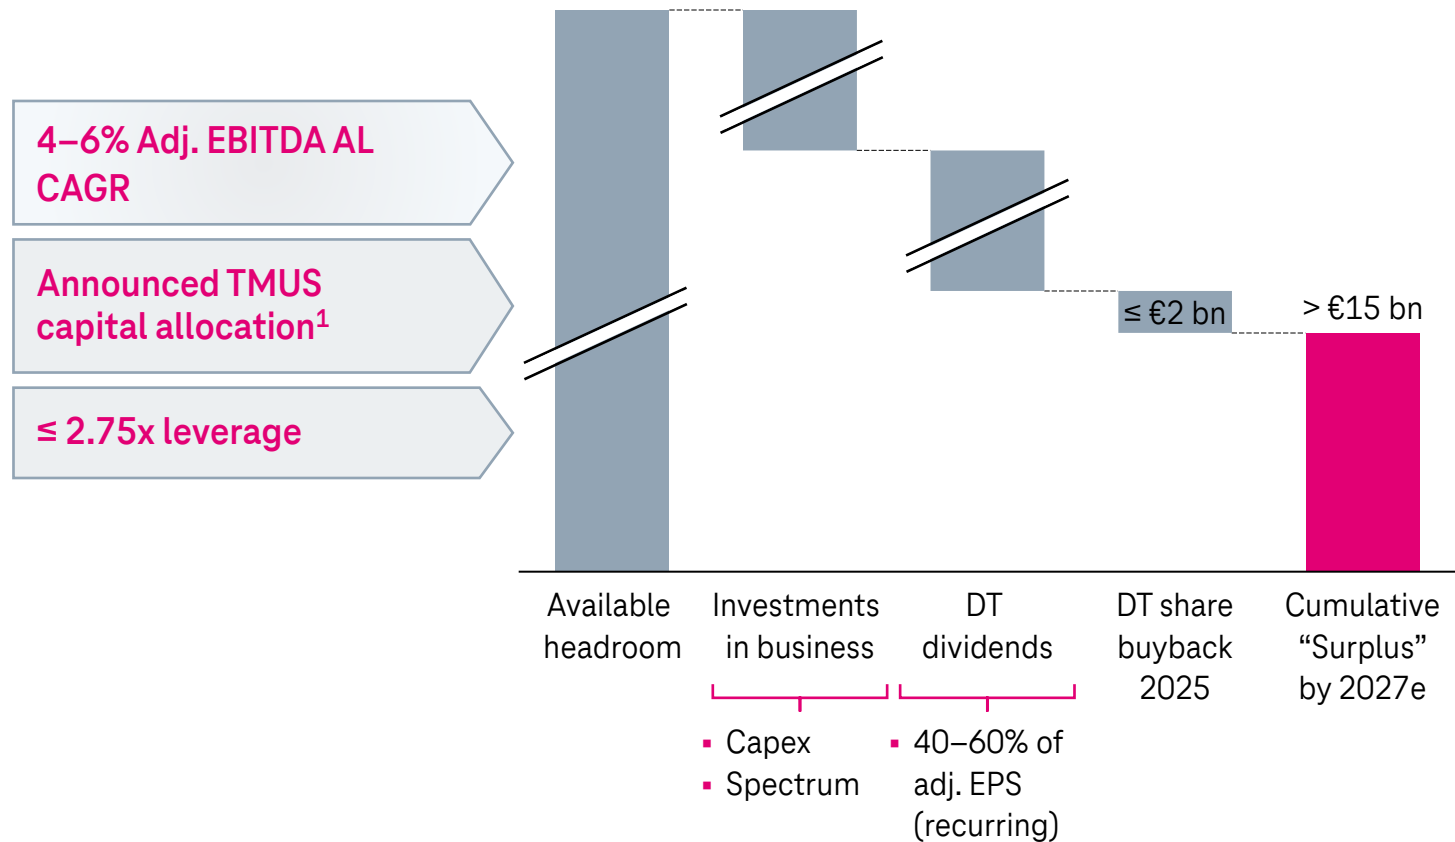 4–6% Adj. EBITDA AL
CAGR
Announced TMUS
capital allocation¹
≤ 2.75x leverage
≤ €2 bn
> €15 bn
Available
headroom
Investments
in business
DT
dividends
DT share
buyback
2025
Cumulative
“Surplus”
by 2027e
▪ Capex
▪ Spectrum
▪ 40–60% of
adj. EPS
(recurring)